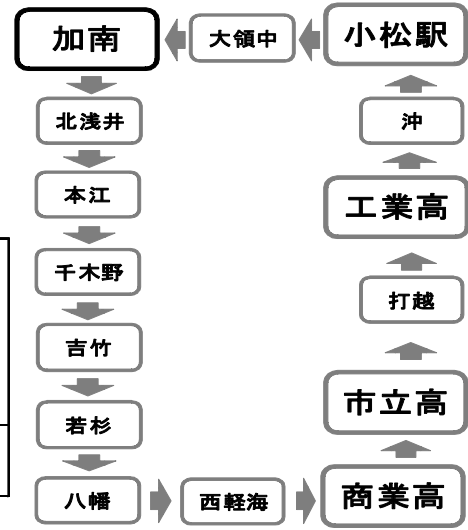 加南
大領中
小松駅
北浅井
沖
本江
工業高
千木野
打越
吉竹
市立高
若杉
八幡
西軽海
商業高